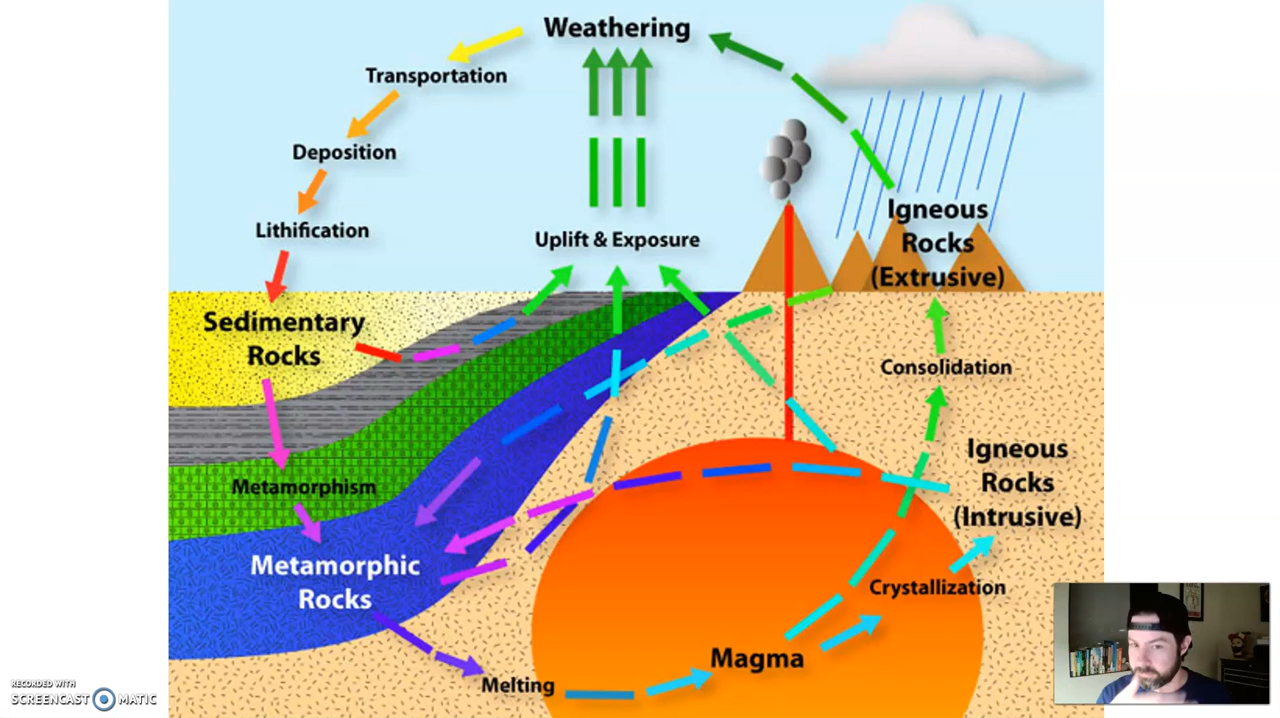 Weathering
Transportation
Deposition
Lithification
Uplift & Exposure
Igneous
Rocks
(Extrusive)
Sedimentary
Rocks
Consolidation
Igneous
Rocks
(Intrusive)
Metamorphism
Metamorphic
Rocks
Crystallization
Magma
Melting
RECORDED WITH
SCREENCAST MATIC